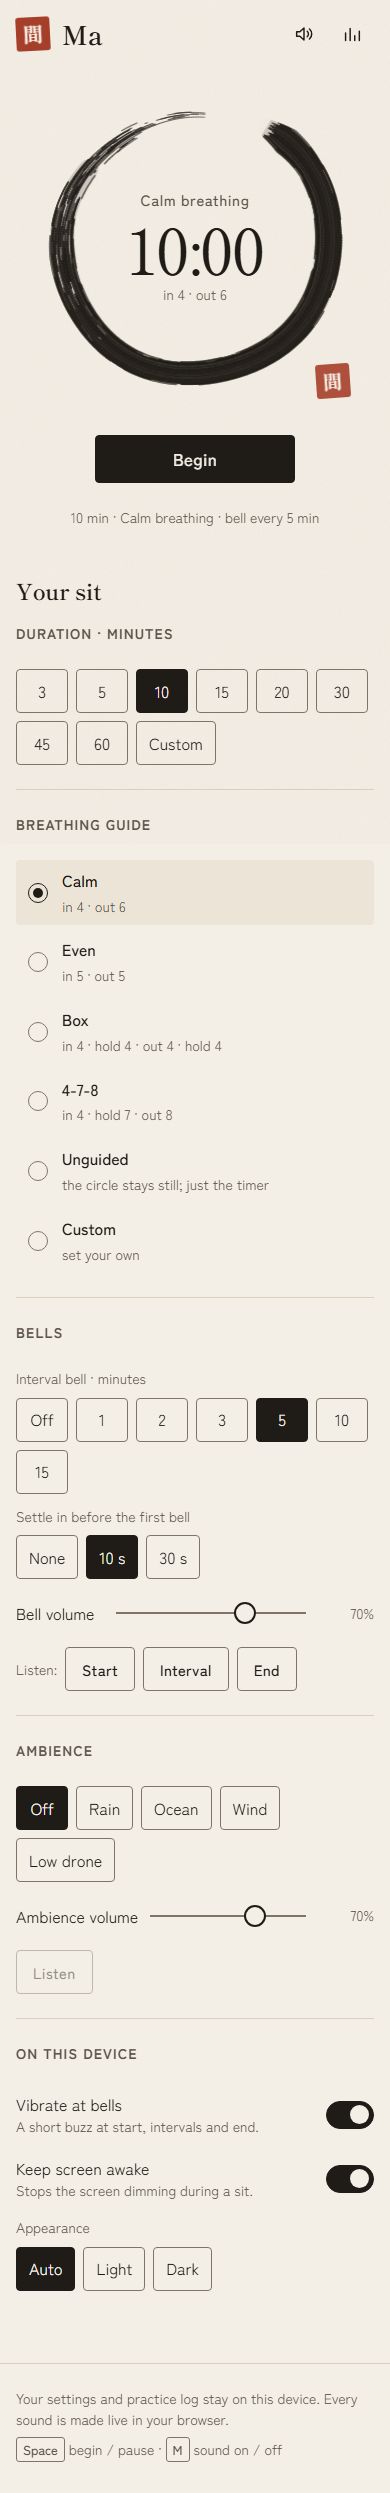 間 Ma
Calm breathing
10:00
in 4 · out 6
間
Begin
10 min · Calm breathing · bell every 5 min
Your sit
DURATION · MINUTES
3 5 10 15 20 30
45 60 Custom
BREATHING GUIDE
Calm
in 4 · out 6
Even
in 5 · out 5
Box
in 4 · hold 4 · out 4 · hold 4
4-7-8
in 4 · hold 7 · out 8
Unguided
the circle stays still; just the timer
Custom
set your own
BELLS
Interval bell · minutes
Off 1 2 3 5 10
15
Settle in before the first bell
None 10 s 30 s
Bell volume 70%
Listen: Start Interval End
AMBIENCE
Off Rain Ocean Wind
Low drone
Ambience volume 70%
Listen
ON THIS DEVICE
Vibrate at bells
A short buzz at start, intervals and end.
Keep screen awake
Stops the screen dimming during a sit.
Appearance
Auto Light Dark
Your settings and practice log stay on this device. Every
sound is made live in your browser.
Space begin / pause · M sound on / off